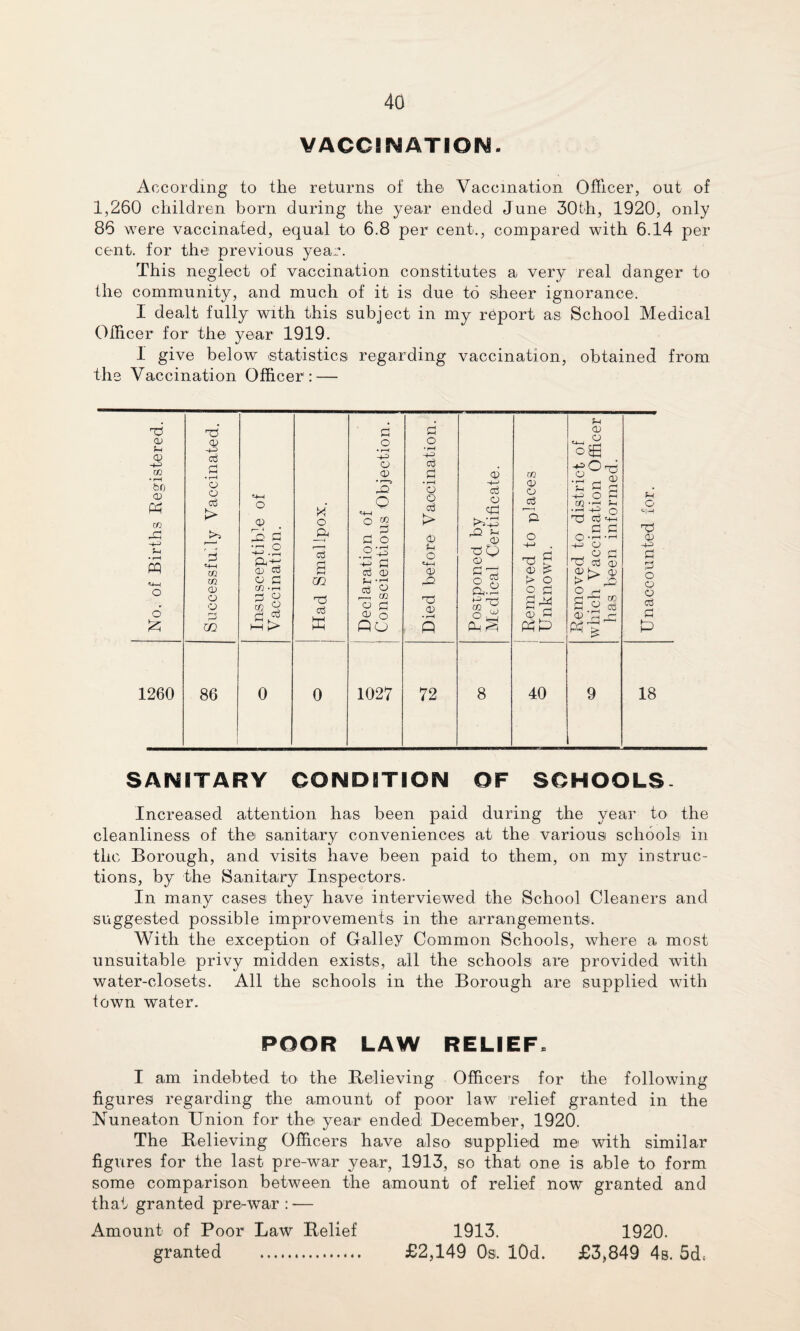 40
VACCINATION.
According to the returns of the Vaccination Officer, out of
1,260 children born during the year ended June 30th, 1920, only
86 were vaccinated, equal to 6.8 per cent., compared with 6.14 per
cent. for the previous year.
This neglect of vaccination constitutes a very real danger to
the community, and much of it is due to sheer ignorance.
I dealt fully with this subject in my report as School Medical
Officer for the year 1919.
I give below statistics regarding vaccination, obtained from
the Vaccination Officer:—
No. of Births Registered.
Successfully Vaccinated.
Insusceptible of
Vaccination.
Had Smallpox.
Declaration of
Conscientious Objection.
Died before Vaccination.
Postponed by
Medical Certificate.
Removed to places
Unknown.
Removed to district of
which Vaccination Officer
has been informed.
Unaccounted for.
1260 86 0 0 1027 72 8 40 9 18
SANITARY CONDITION OF SCHOOLS.
Increased attention has been paid during the year to the
cleanliness of the sanitary conveniences at the various schools in
the Borough, and visits have been paid to them, on my instruc-
tions, by the Sanitary Inspectors.
In many cases they have interviewed the School Cleaners and
suggested possible improvements in the arrangements.
With the exception of Galley Common Schools, where a most
unsuitable privy midden exists, all the schools are provided with
water-closets. All the schools in the Borough are supplied with
town water.
POOR LAW RELIEF.
I am indebted to the Relieving Officers for the following
figures regarding the amount of poor law relief granted in the
Nuneaton Union for the year ended December, 1920.
The Relieving Officers have also supplied me with similar
figures for the last pre-war year, 1913, so that one is able to form
some comparison between the amount of relief now granted and
that granted pre-war :—
Amount of Poor Law Relief 1913. 1920.
granted ............... £2,149 0s. 10d. £3,849 4s. 5d.